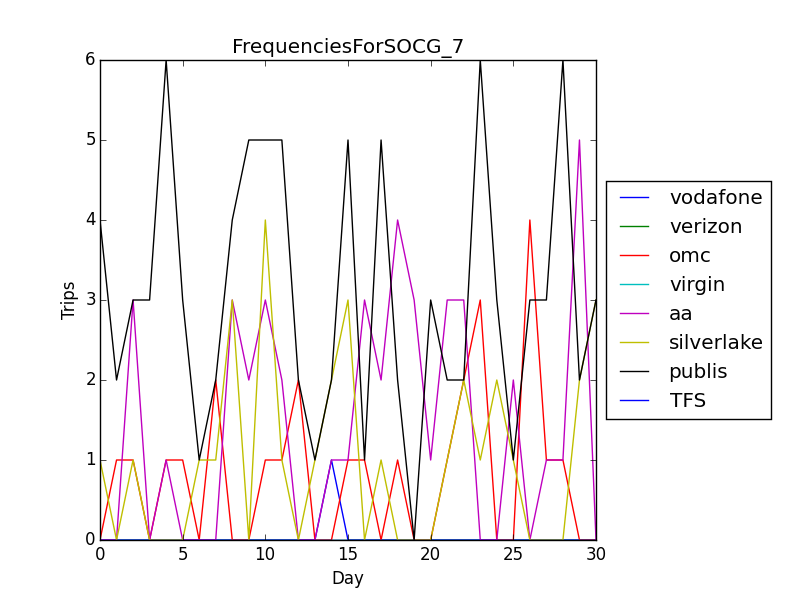 FrequenciesForSOCG_7
6
5
4
3
2
1
0
Trips
0 5 10 15 20 25 30
Day
vodafone
verizon
omc
virgin
aa
silverlake
publis
TFS